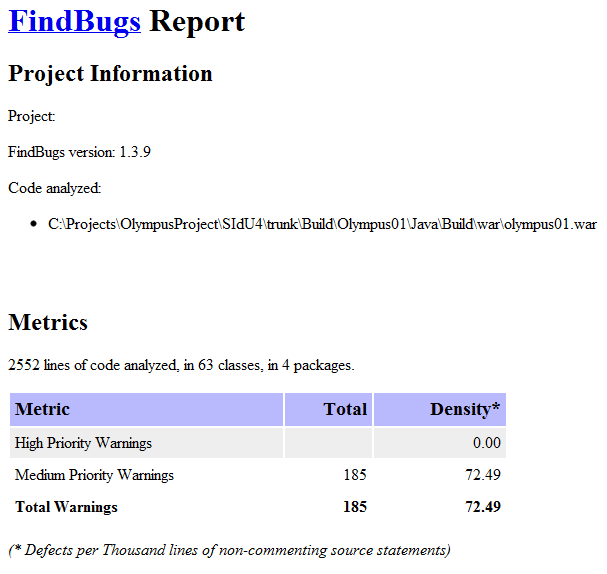 FindBugs Report
Project Information
Project:
FindBugs version: 1.3.9
Code analyzed:
• C:\Projects\OlympusProject\SIdU4\trunk\Build\Olympus01\Java\Build\war\olympus01.war
Metrics
2552 lines of code analyzed, in 63 classes, in 4 packages.
Metric Total Density*
High Priority Warnings 0.00
Medium Priority Warnings 185 72.49
Total Warnings 185 72.49
(* Defects per Thousand lines of non-commenting source statements)